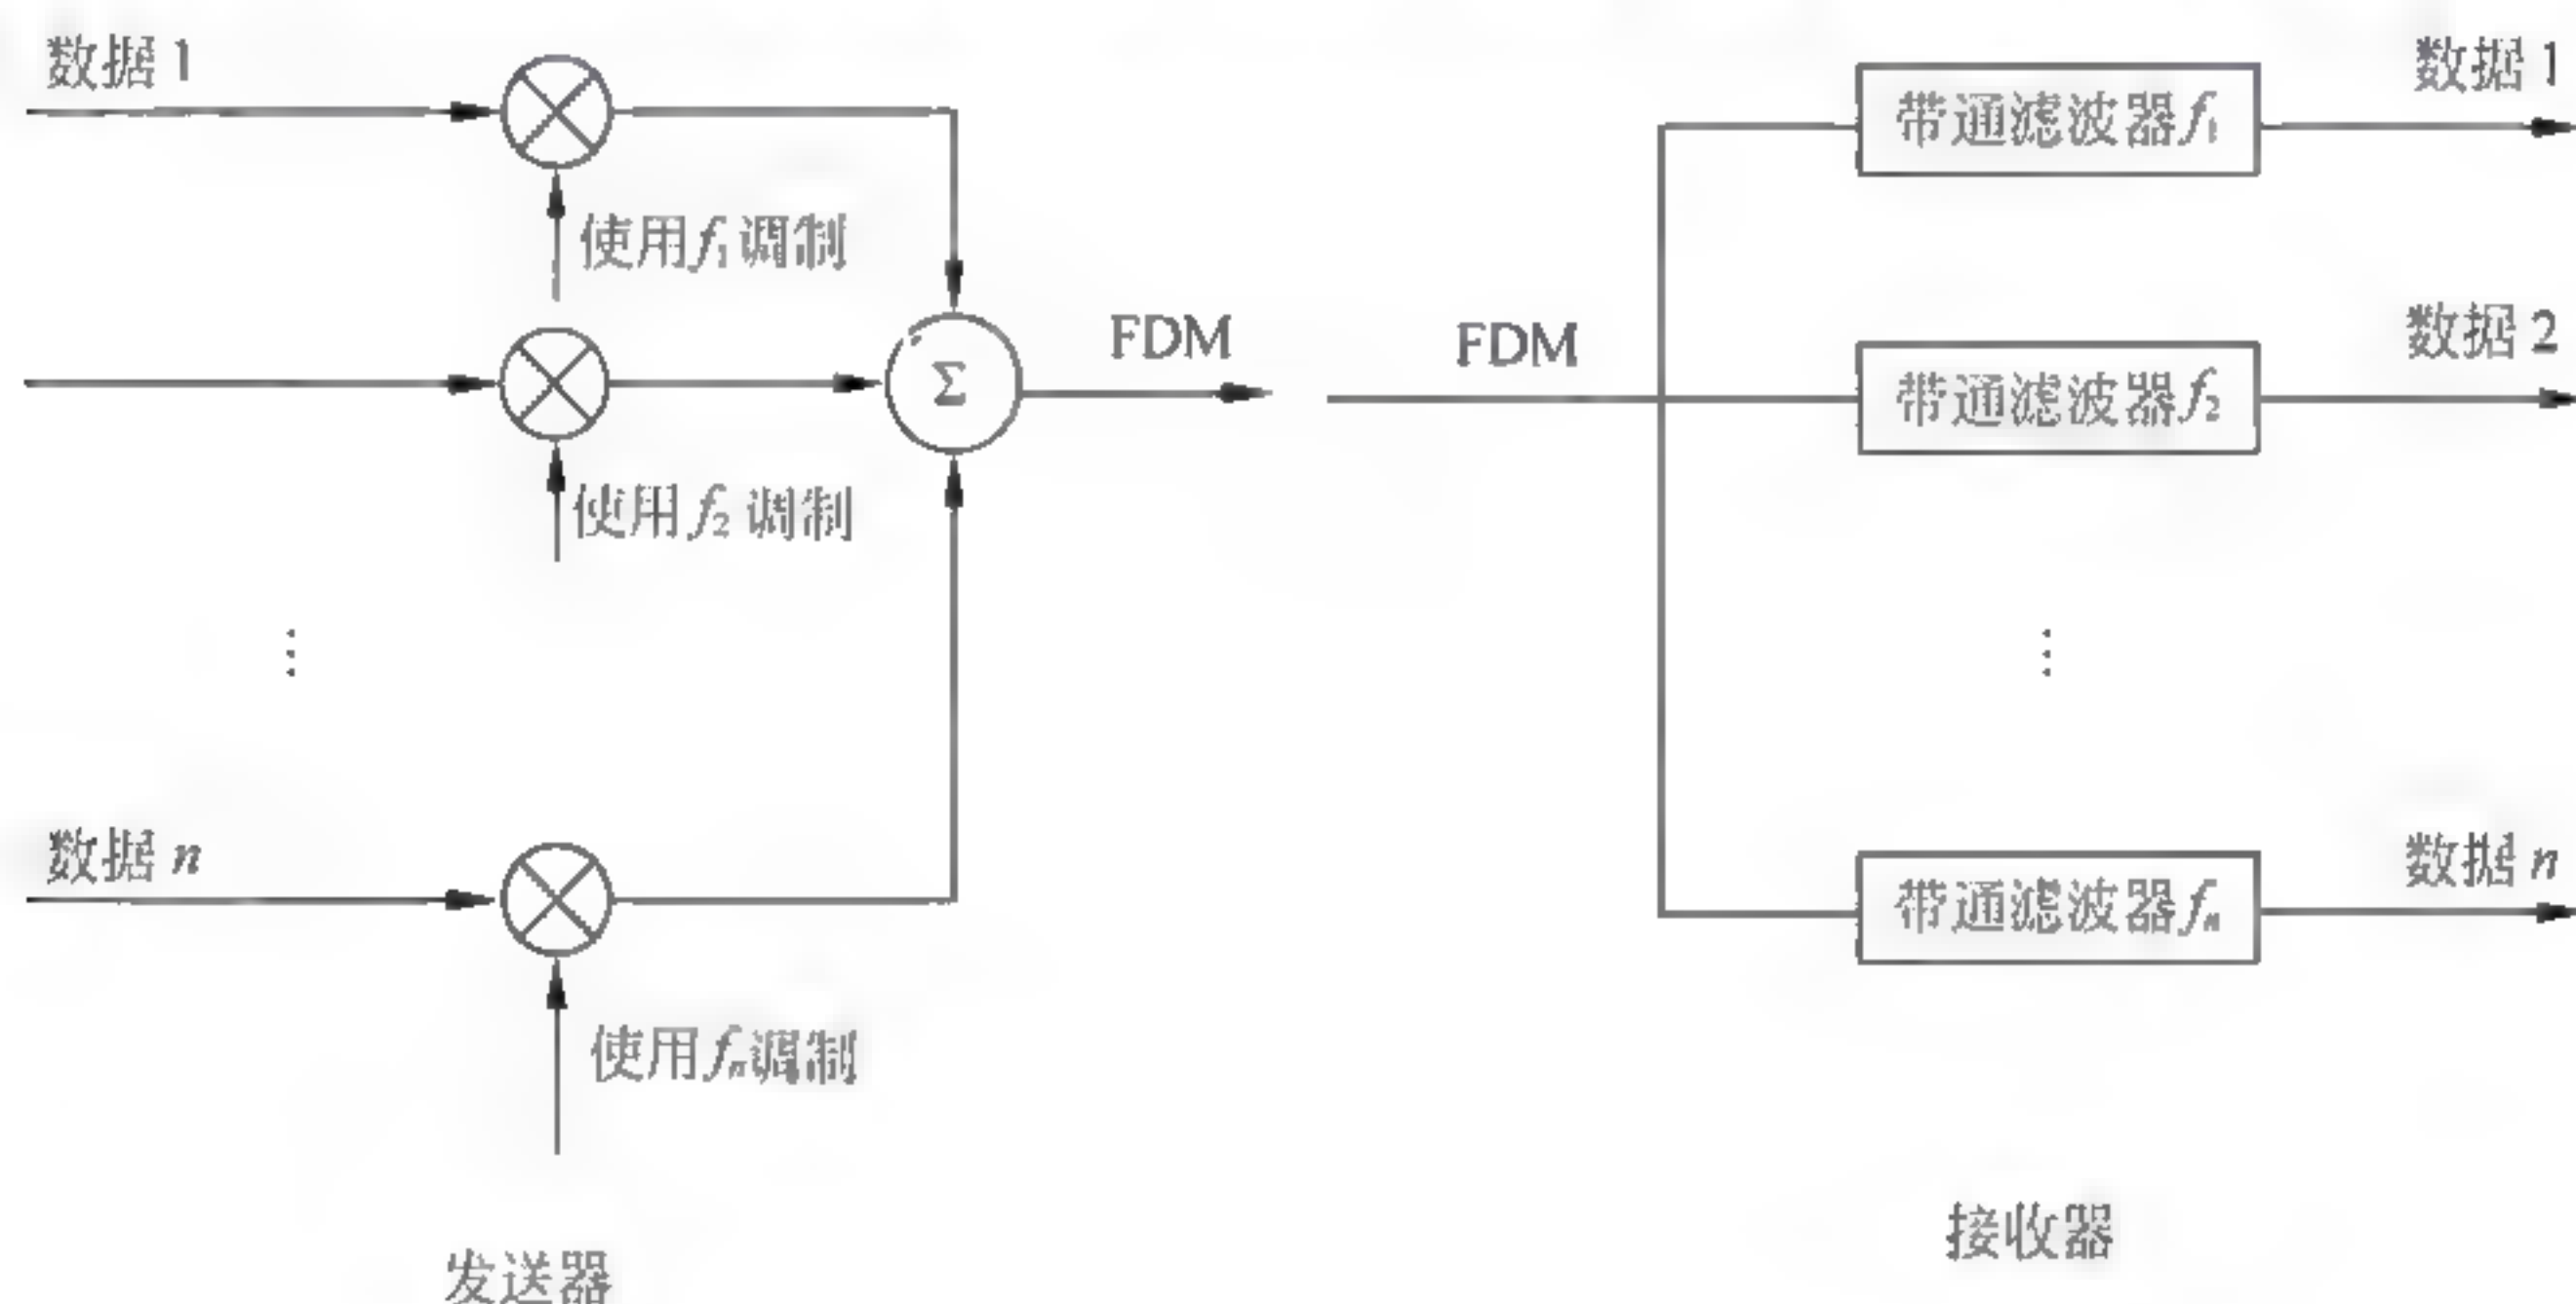 数据 1
使用f1调制
使用f2调制
数据 n
使用fn调制
Σ
FDM
发送器
FDM
带通滤波器f1
数据 1
带通滤波器f2
数据 2
⋮
⋮
带通滤波器fn
数据 n
接收器